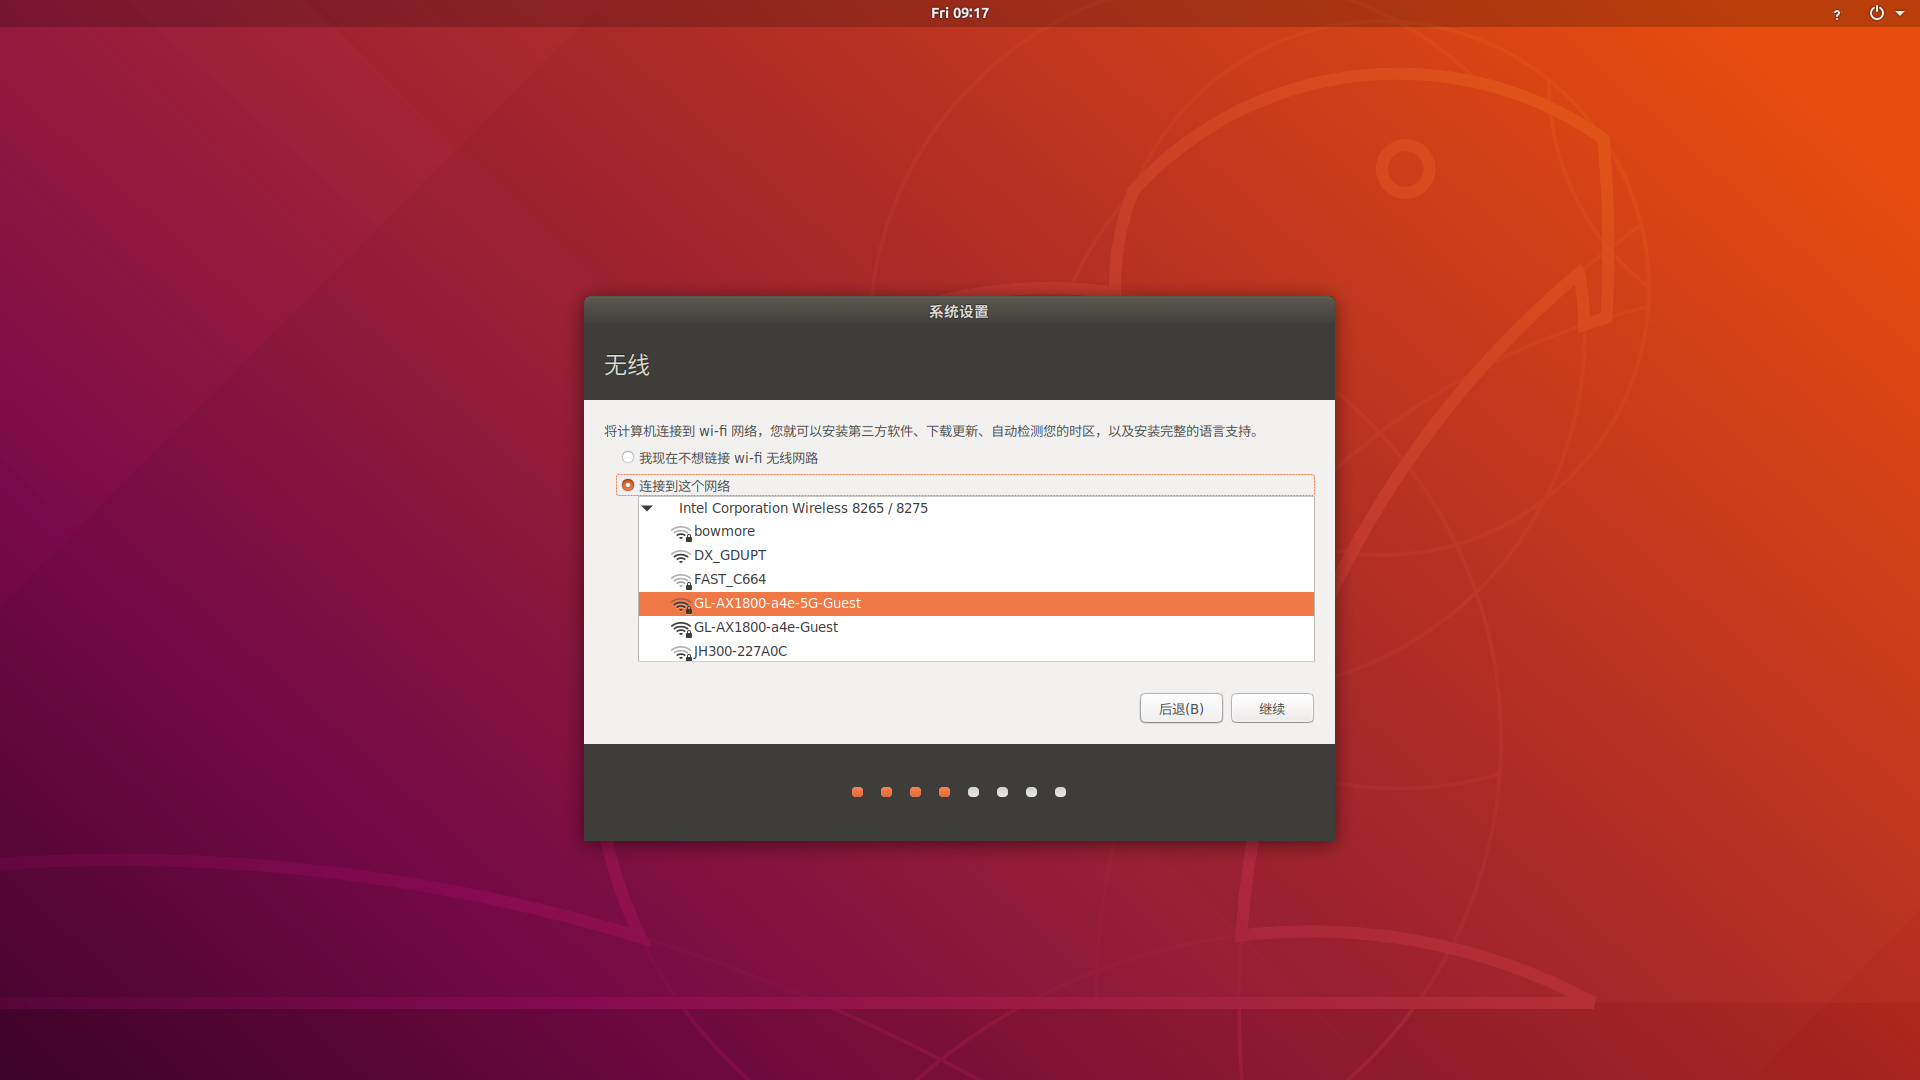 Fri 09:17
?
系统设置
无线
将计算机连接到 wi-fi 网络，您就可以安装第三方软件、下载更新、自动检测您的时区，以及安装完整的语言支持。
我现在不想链接 wi-fi 无线网路
连接到这个网络
Intel Corporation Wireless 8265 / 8275
bowmore
DX_GDUPT
FAST_C664
GL-AX1800-a4e-5G-Guest
GL-AX1800-a4e-Guest
JH300-227A0C
后退(B)
继续